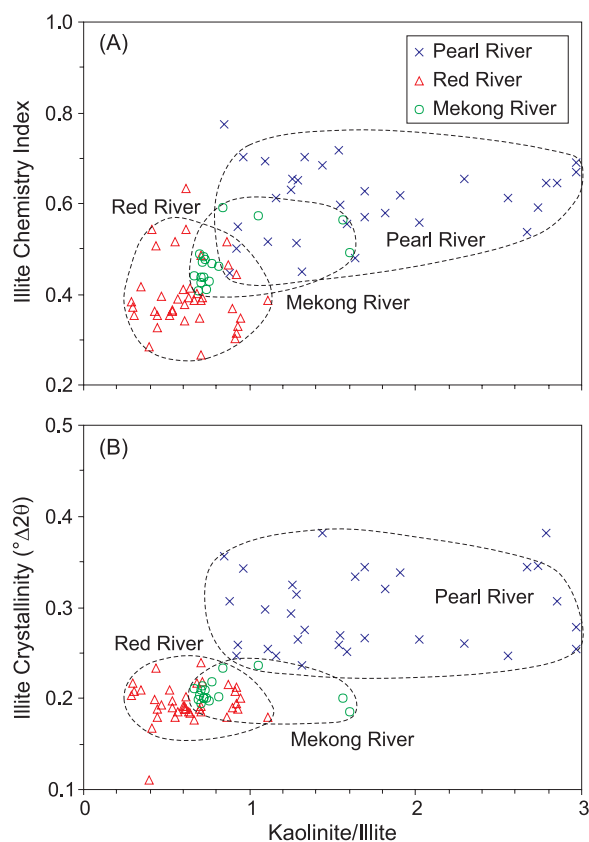 1.0
(A)
Pearl River
Red River
Mekong River
0.8
Illite Chemistry Index
Red River
0.6
Pearl River
0.4
Mekong River
0.2
0.5
(B)
0.4
Illite Crystallinity (°Δ2θ)
0.3
Pearl River
Red River
0.2
Mekong River
0.1
0 1 2 3
Kaolinite/Illite